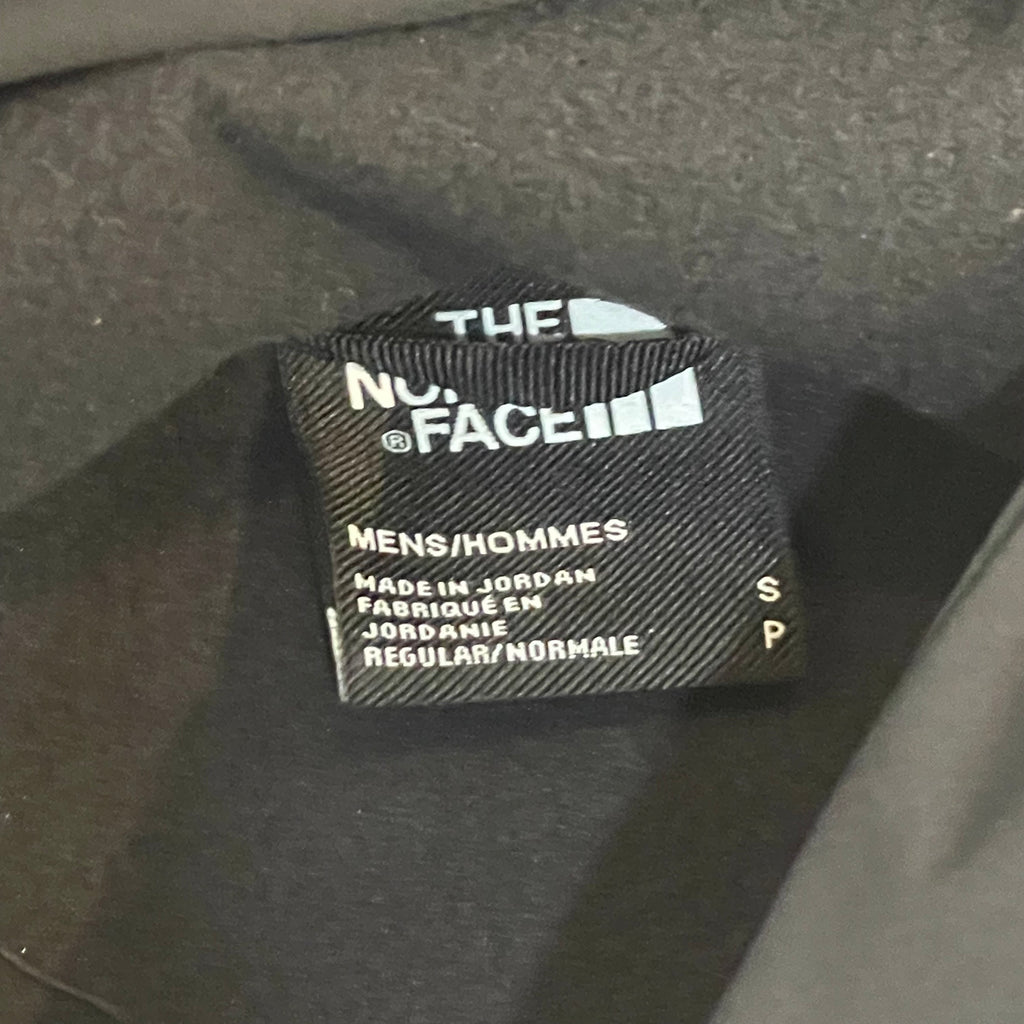 THE
FACE
®
MENS/HOMMES
MADE IN JORDAN
FABRIQUÉ EN
JORDANIE
REGULAR/NORMALE
S
P